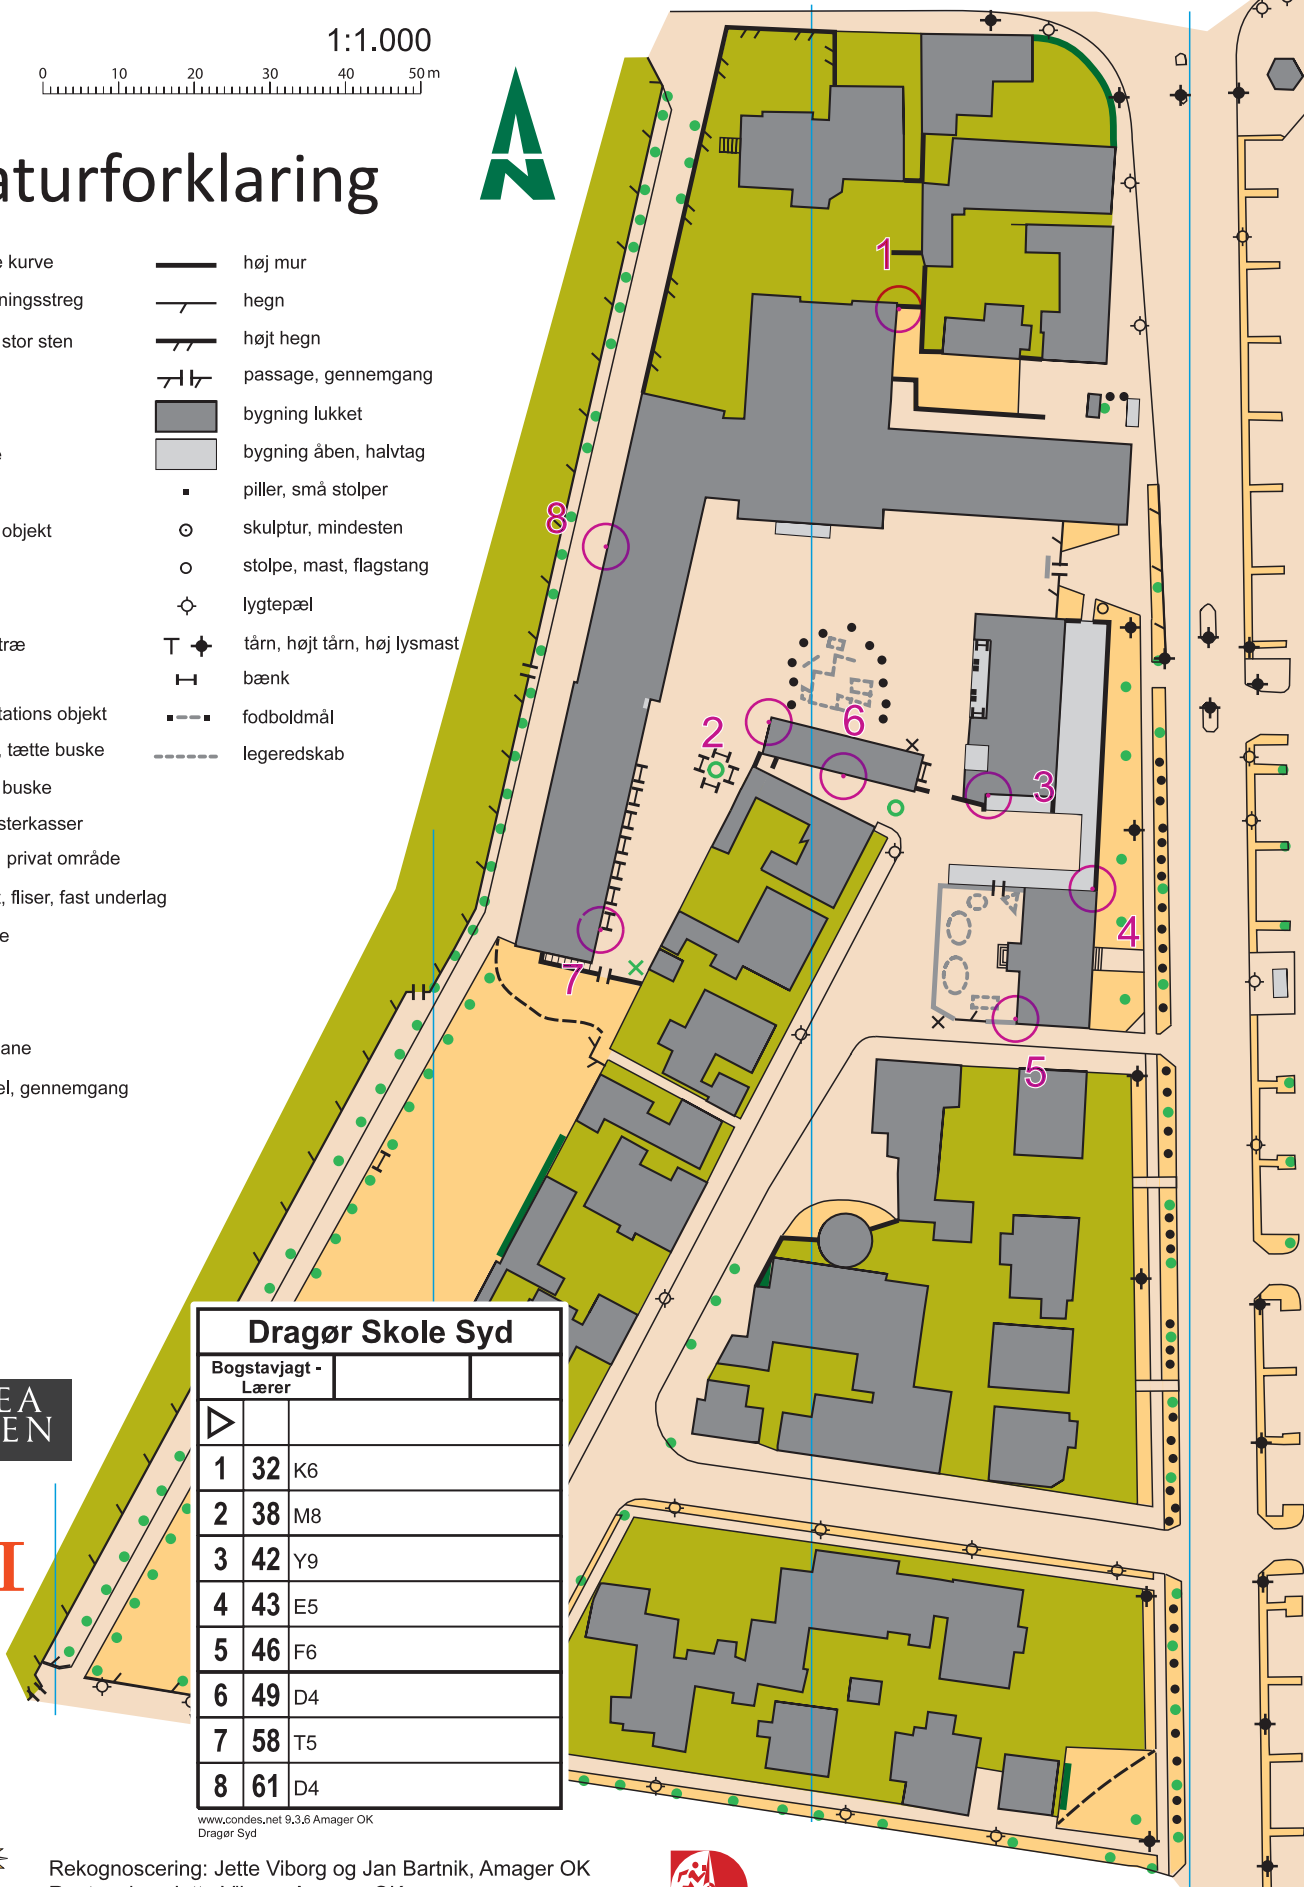 1:1.000
0 10 20 30 40 50 m
aturforklaring
e kurve
høj mur
ningsstreg
hegn
stor sten
højt hegn
passage, gennemgang
bygning lukket
e
bygning åben, halvtag
piller, små stolper
objekt
skulptur, mindesten
stolpe, mast, flagstang
lygtepæl
træ
tårn, højt tårn, høj lysmast
bænk
tations objekt
fodboldmål
, tætte buske
legeredskab
buske
sterkasser
privat område
t, fliser, fast underlag
e
ane
el, gennemgang
1
8
2
6
3
4
7
5
EA
EN
I
Dragør Skole Syd
Bogstavjagt -
Lærer
1 32 K6
2 38 M8
3 42 Y9
4 43 E5
5 46 F6
6 49 D4
7 58 T5
8 61 D4
www.condes.net 9.3.6 Amager OK
Dragør Syd
Rekognoscering: Jette Viborg og Jan Bartnik, Amager OK